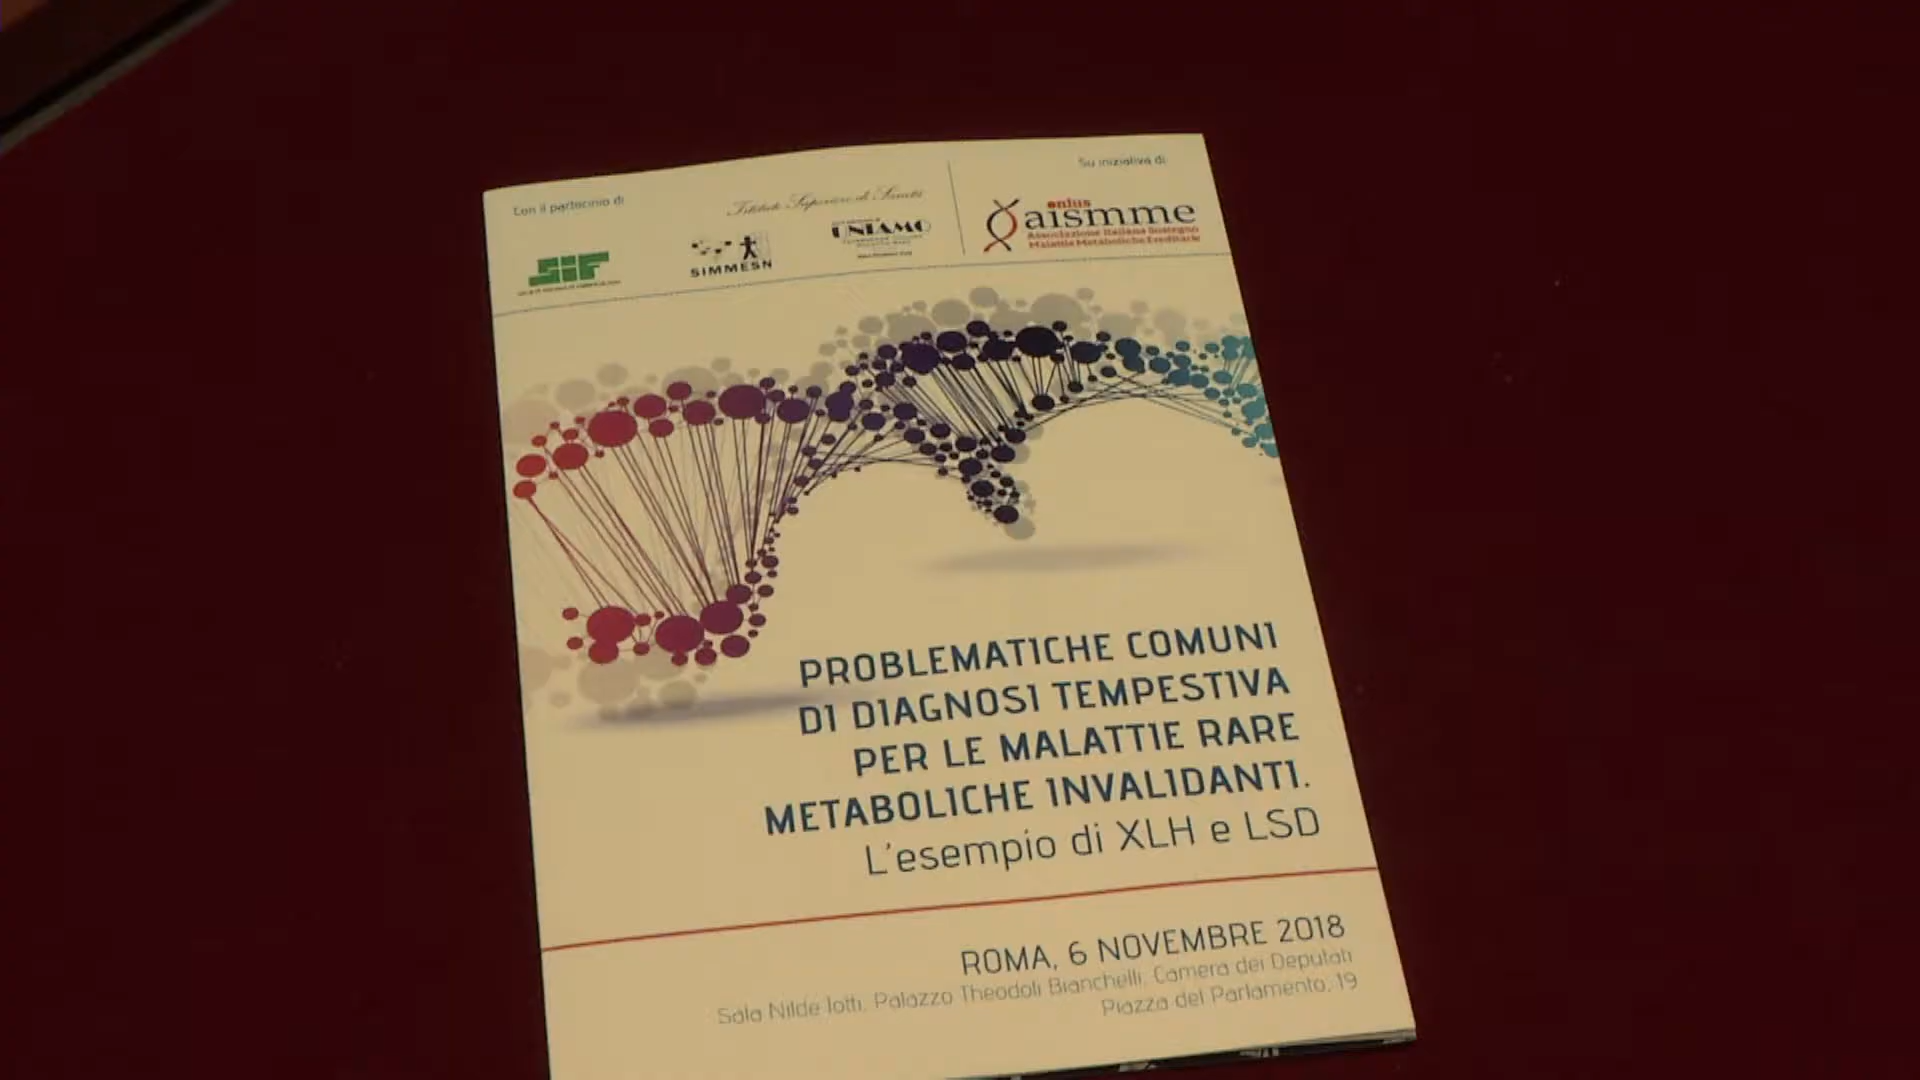 Con il patrocinio di
Istituto Superiore di Sanità
SIF
SIMMESN
UNIAMO
Su iniziativa di
onlus
aismme
Associazione Italiana Sostegno
Malattie Metaboliche Ereditarie
PROBLEMATICHE COMUNI
DI DIAGNOSI TEMPESTIVA
PER LE MALATTIE RARE
METABOLICHE INVALIDANTI.
L'esempio di XLH e LSD
ROMA, 6 NOVEMBRE 2018
Sala Nilde Iotti, Palazzo Theodoli Bianchelli, Camera dei Deputati
Piazza del Parlamento, 19